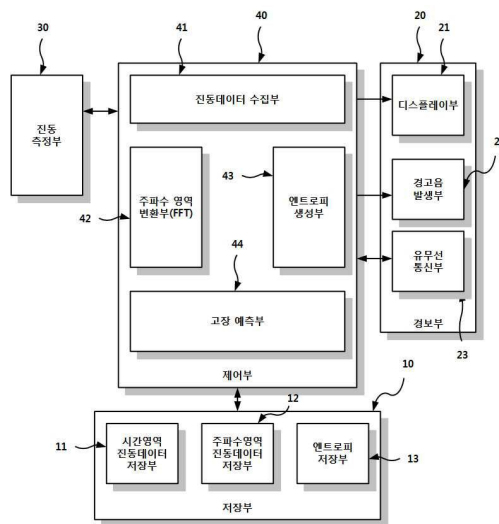 30
41
40
20
21
진동
측정부
진동데이터 수집부
디스플레이부
42
주파수 영역
변환부(FFT)
43
엔트로피
생성부
경고음
발생부
2
유무선
통신부
44
고장 예측부
경보부
23
제어부
10
11
12
시간영역
진동데이터
저장부
주파수영역
진동데이터
저장부
엔트로피
저장부
13
저장부